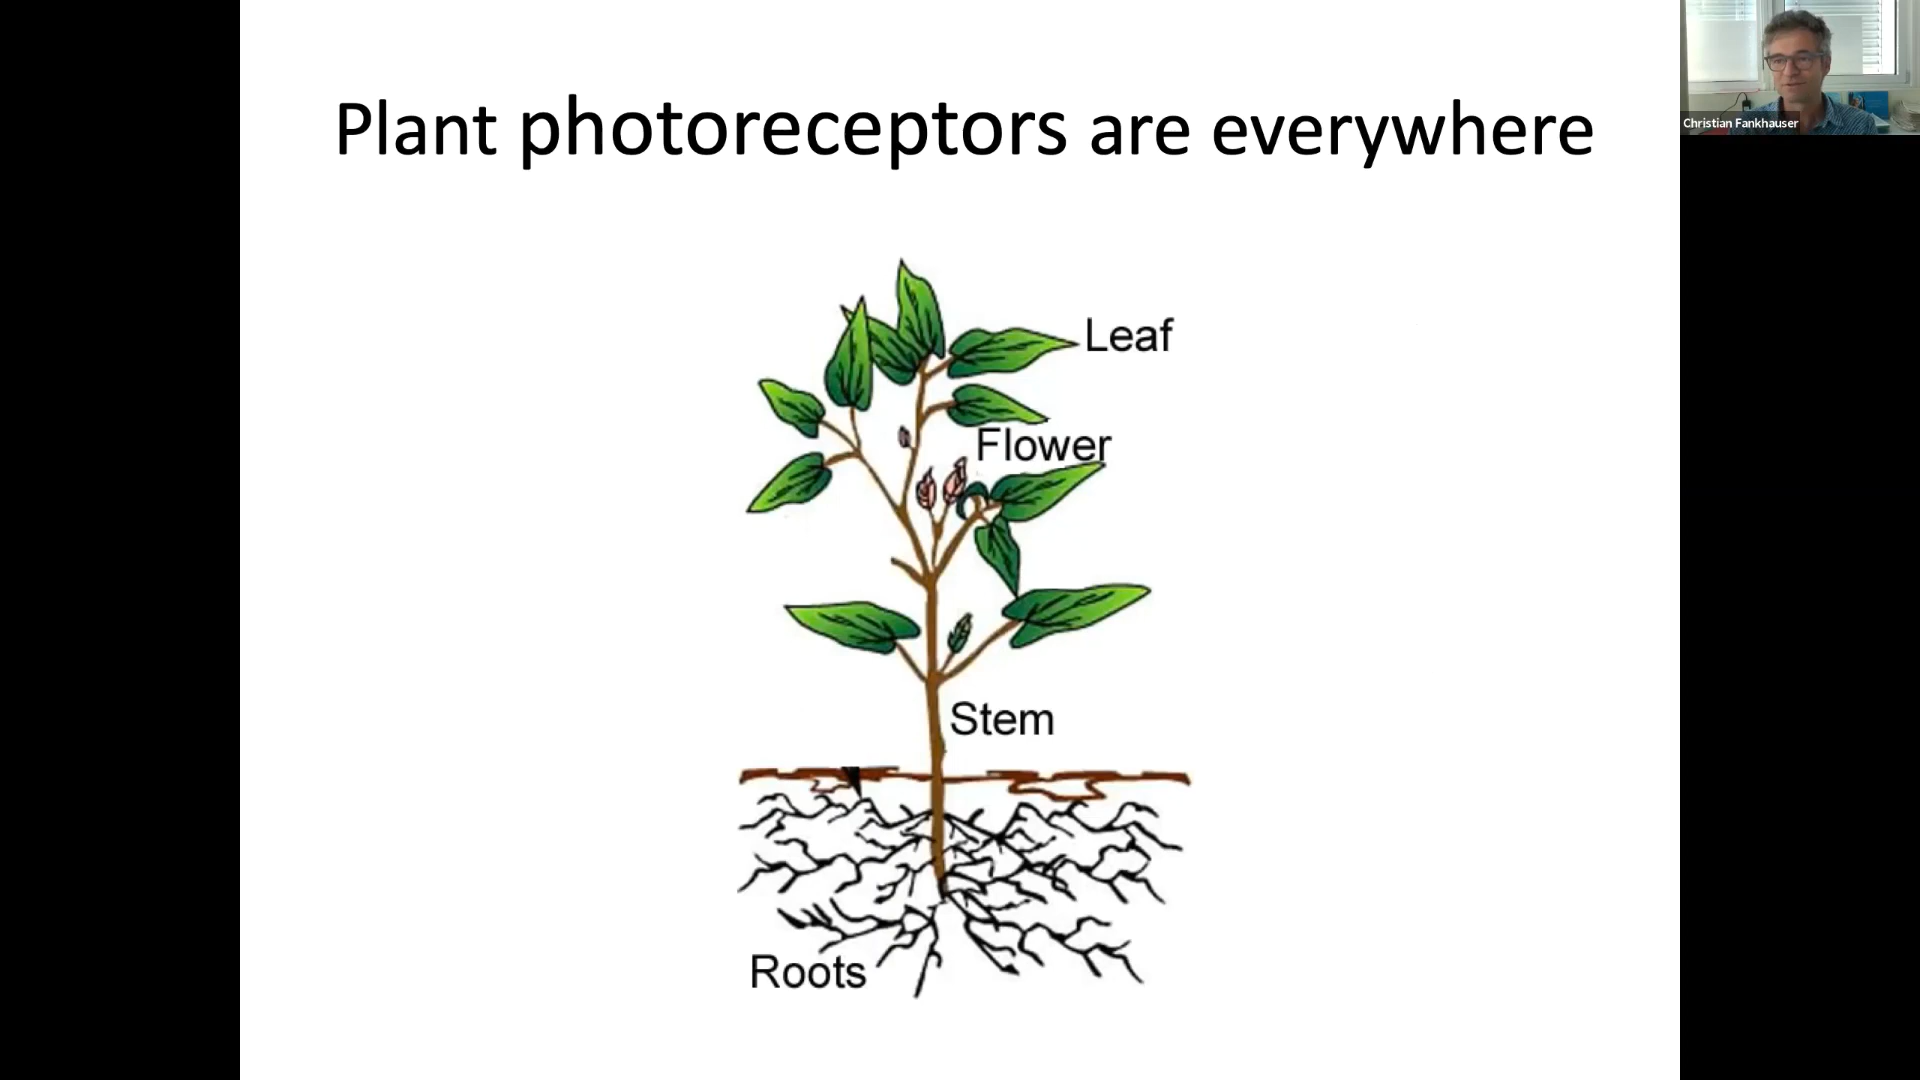 Plant photoreceptors are everywhere
Christian Fankhauser
Leaf
Flower
Stem
Roots